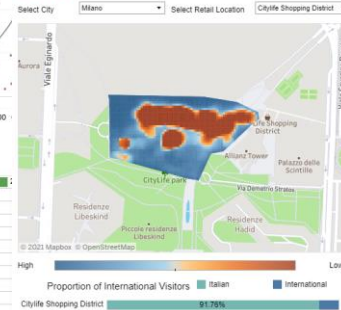 Select City Milano Select Retail Location Citylife Shopping District
Viale Eginardo
Aurora
Life Shopping
District
Allianz Tower
Palazzo delle
Scintille
CityLife park
Via Demetrio Stratos
Residenze
Libeskind
Piccole residenze
Libeskind
Residenze
Hadid
© 2021 Mapbox © OpenStreetMap
High Low
Proportion of International Visitors Italian International
Citylife Shopping District 91.76%